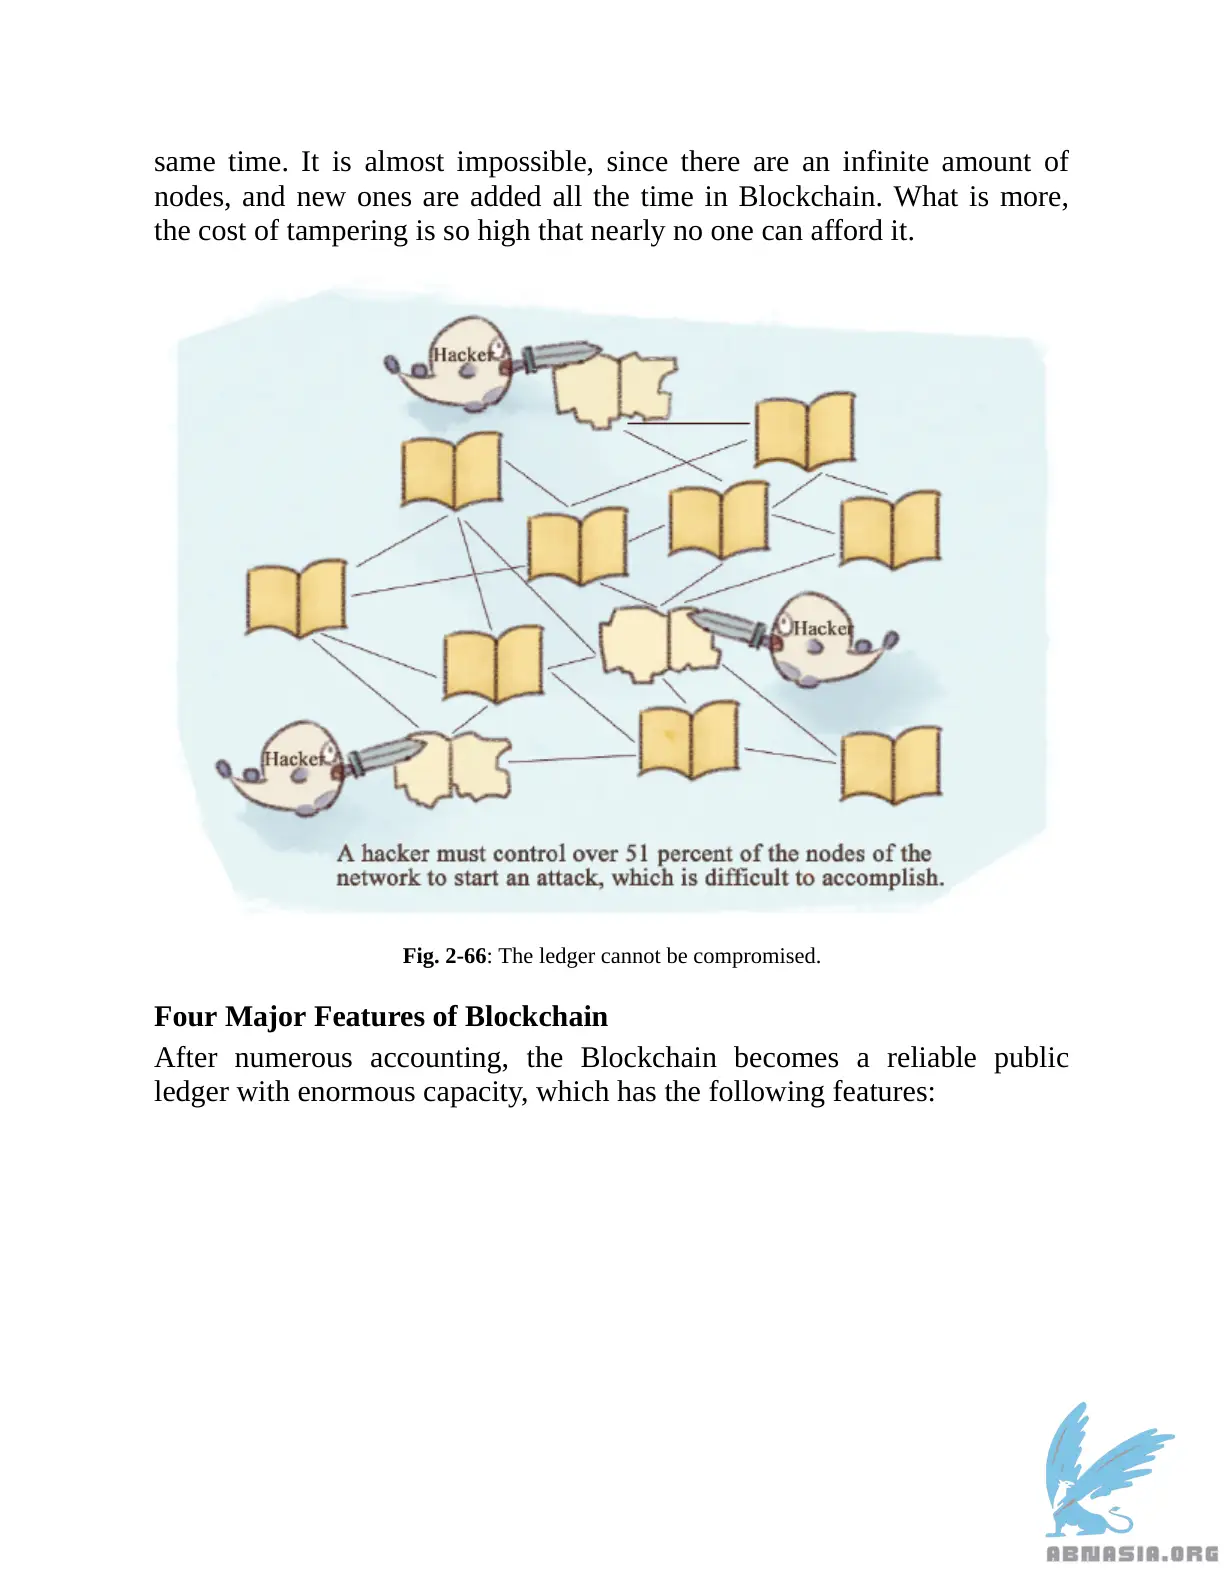 same time. It is almost impossible, since there are an infinite amount of
nodes, and new ones are added all the time in Blockchain. What is more,
the cost of tampering is so high that nearly no one can afford it.
Hacker
Hacker
Hacker
A hacker must control over 51 percent of the nodes of the
network to start an attack, which is difficult to accomplish.
Fig. 2-66: The ledger cannot be compromised.
Four Major Features of Blockchain
After numerous accounting, the Blockchain becomes a reliable public
ledger with enormous capacity, which has the following features:
ABNASIA.ORG